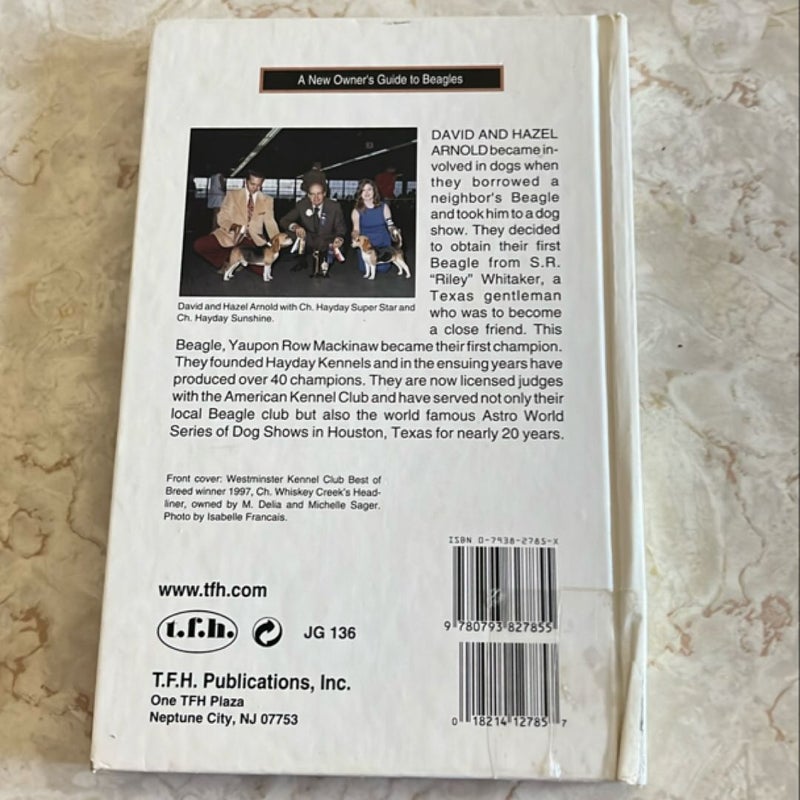 A New Owner's Guide to Beagles
DAVID AND HAZEL
ARNOLD became in-
volved in dogs when
they borrowed a
neighbor's Beagle
and took him to a dog
show. They decided
to obtain their first
Beagle from S.R.
"Riley" Whitaker, a
Texas gentleman
who was to become
a close friend. This
Beagle, Yaupon Row Mackinaw became their first champion.
They founded Hayday Kennels and in the ensuing years have
produced over 40 champions. They are now licensed judges
with the American Kennel Club and have served not only their
local Beagle club but also the world famous Astro World
Series of Dog Shows in Houston, Texas for nearly 20 years.
David and Hazel Arnold with Ch. Hayday Super Star and
Ch. Hayday Sunshine.
Front cover: Westminster Kennel Club Best of
Breed winner 1997, Ch. Whiskey Creek's Head-
liner, owned by M. Delia and Michelle Sager.
Photo by Isabelle Francais.
ISBN 0-7938-2785-X
9 780793 827855
0 18214 12785 7
www.tfh.com
t.f.h. JG 136
T.F.H. Publications, Inc.
One TFH Plaza
Neptune City, NJ 07753